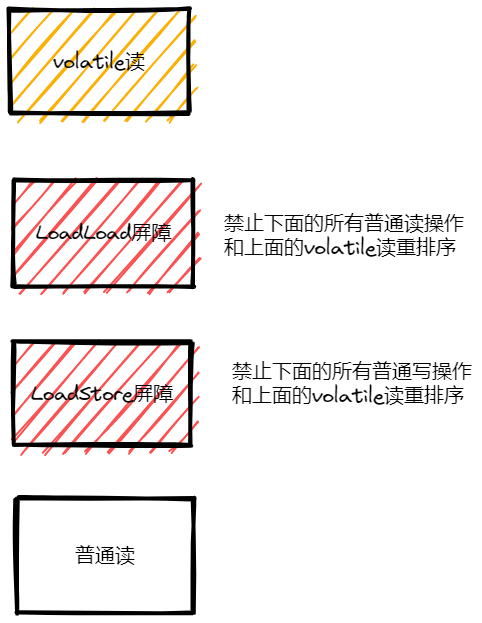 volatile读
LoadLoad屏障
禁止下面的所有普通读操作
和上面的volatile读重排序
LoadStore屏障
禁止下面的所有普通写操作
和上面的volatile读重排序
普通读